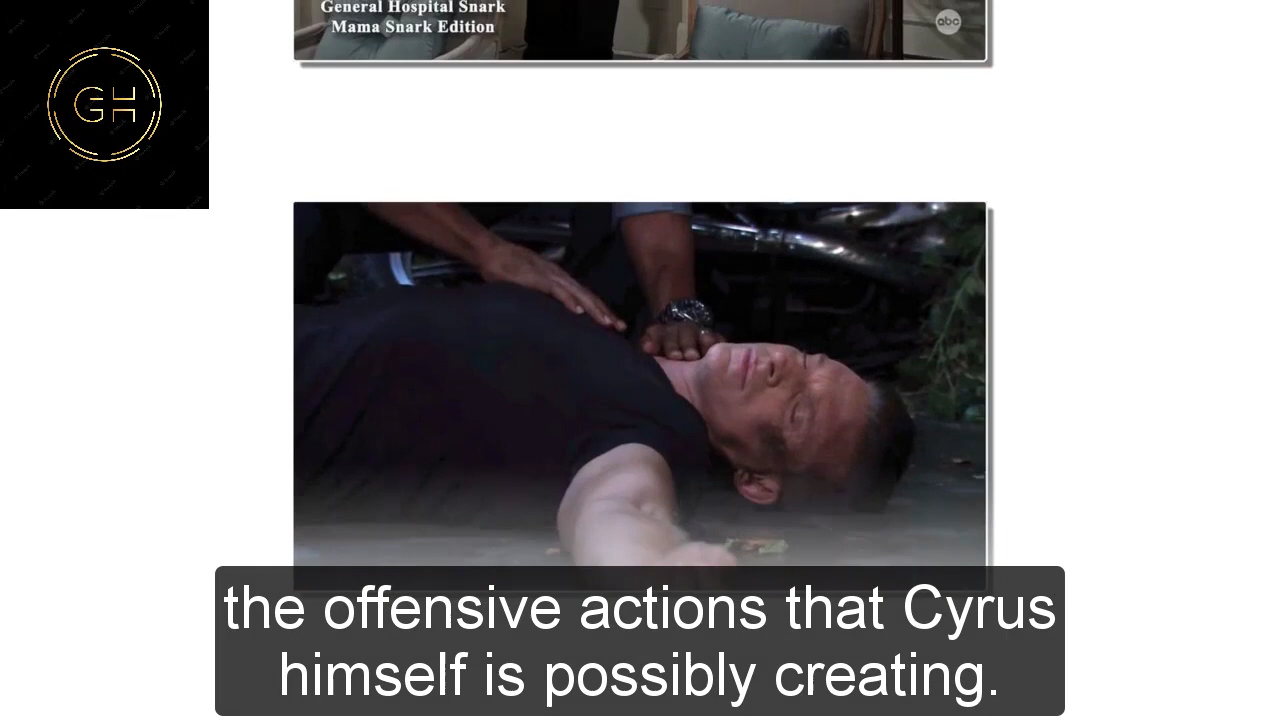 General Hospital Snark
Mama Snark Edition
abc
GH
the offensive actions that Cyrus
himself is possibly creating.